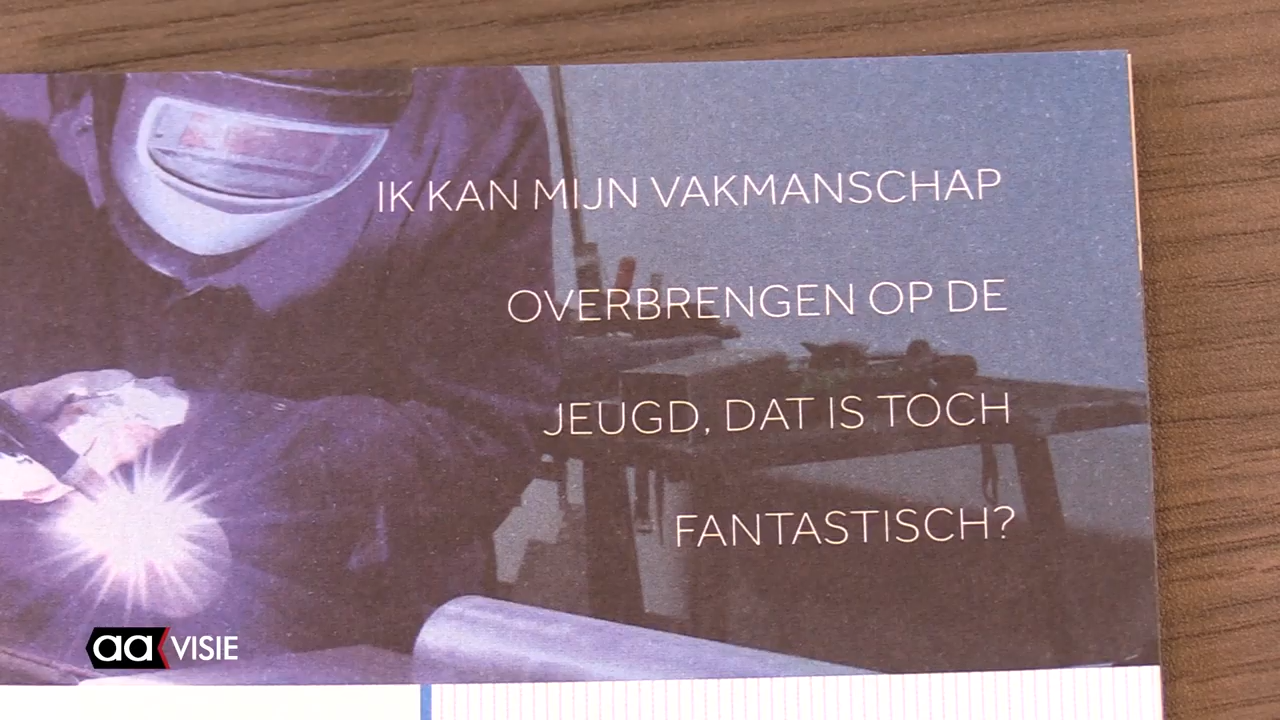 IK KAN MIJN VAKMANSCHAP
OVERBRENGEN OP DE
JEUGD, DAT IS TOCH
FANTASTISCH?
aa VISIE